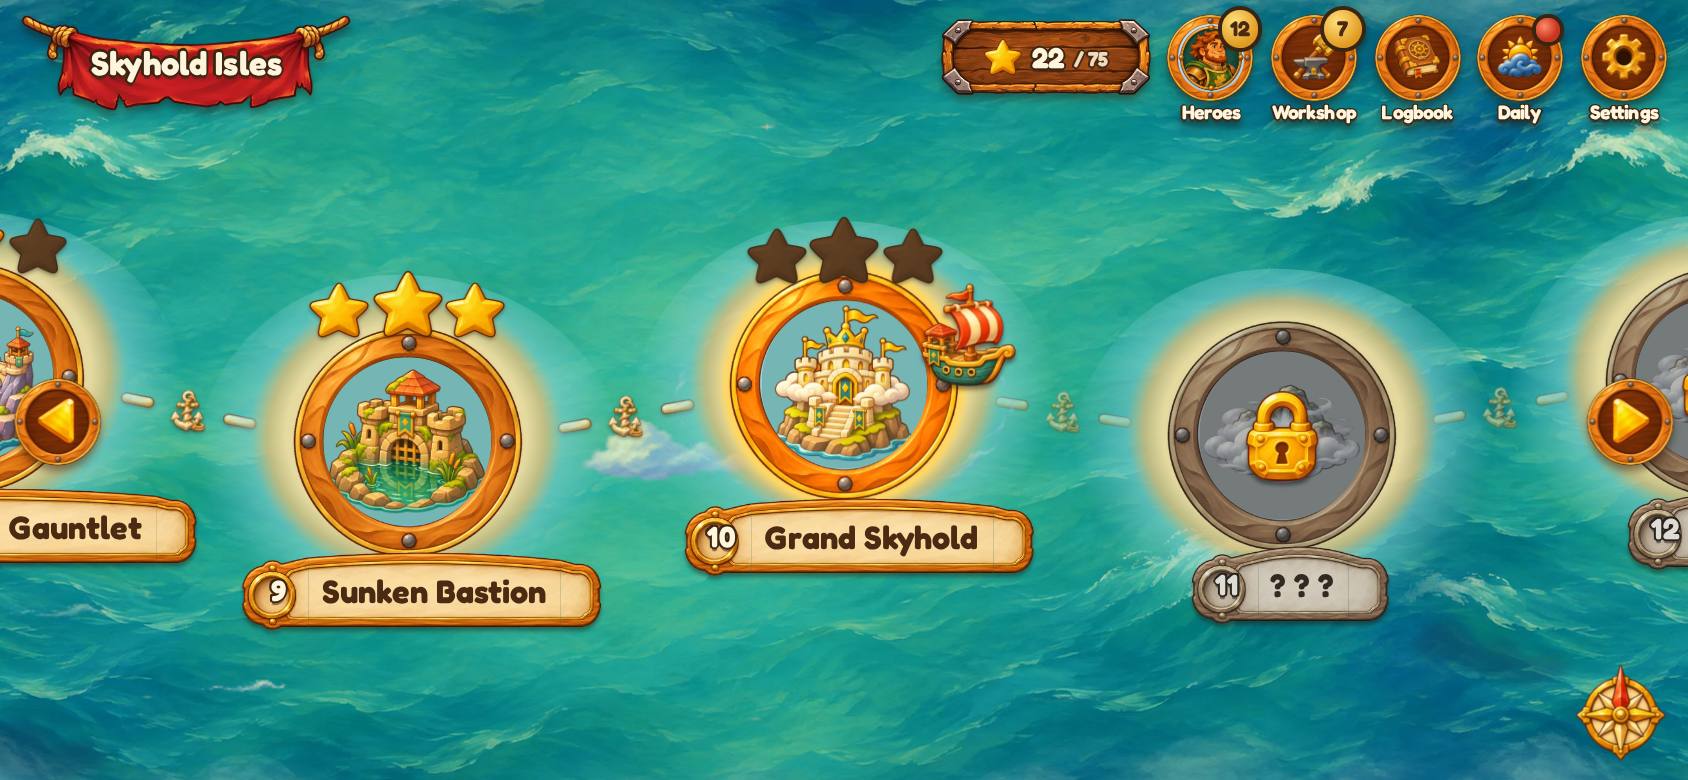 Skyhold Isles
22 / 75
12
7
Heroes
Workshop
Logbook
Daily
Settings
Gauntlet
9 Sunken Bastion
10 Grand Skyhold
11 ? ? ?
12